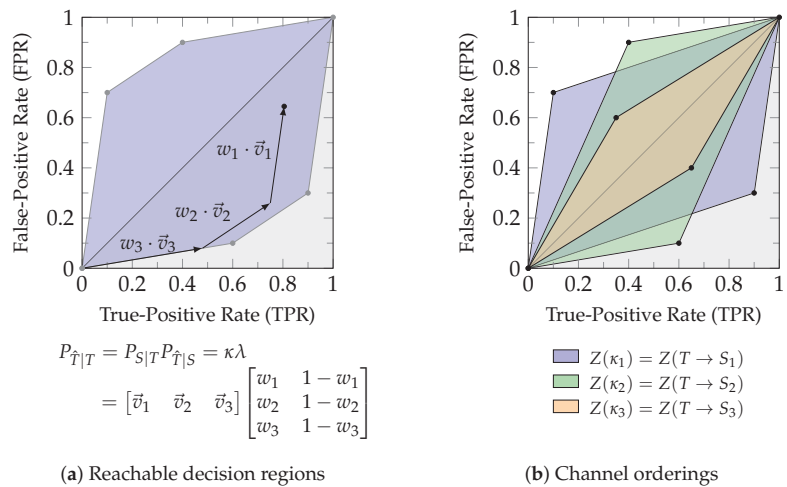 1
0.8
0.6
0.4
0.2
0
0 0.2 0.4 0.6 0.8 1
False-Positive Rate (FPR)
True-Positive Rate (TPR)
w₁ · v⃗₁
w₂ · v⃗₂
w₃ · v⃗₃
P_{T̂|T} = P_{S|T} P_{T̂|S} = κλ
= [v⃗₁ v⃗₂ v⃗₃] [w₁ 1 − w₁
w₂ 1 − w₂
w₃ 1 − w₃]
(a) Reachable decision regions
1
0.8
0.6
0.4
0.2
0
0 0.2 0.4 0.6 0.8 1
False-Positive Rate (FPR)
True-Positive Rate (TPR)
Z(κ₁) = Z(T → S₁)
Z(κ₂) = Z(T → S₂)
Z(κ₃) = Z(T → S₃)
(b) Channel orderings